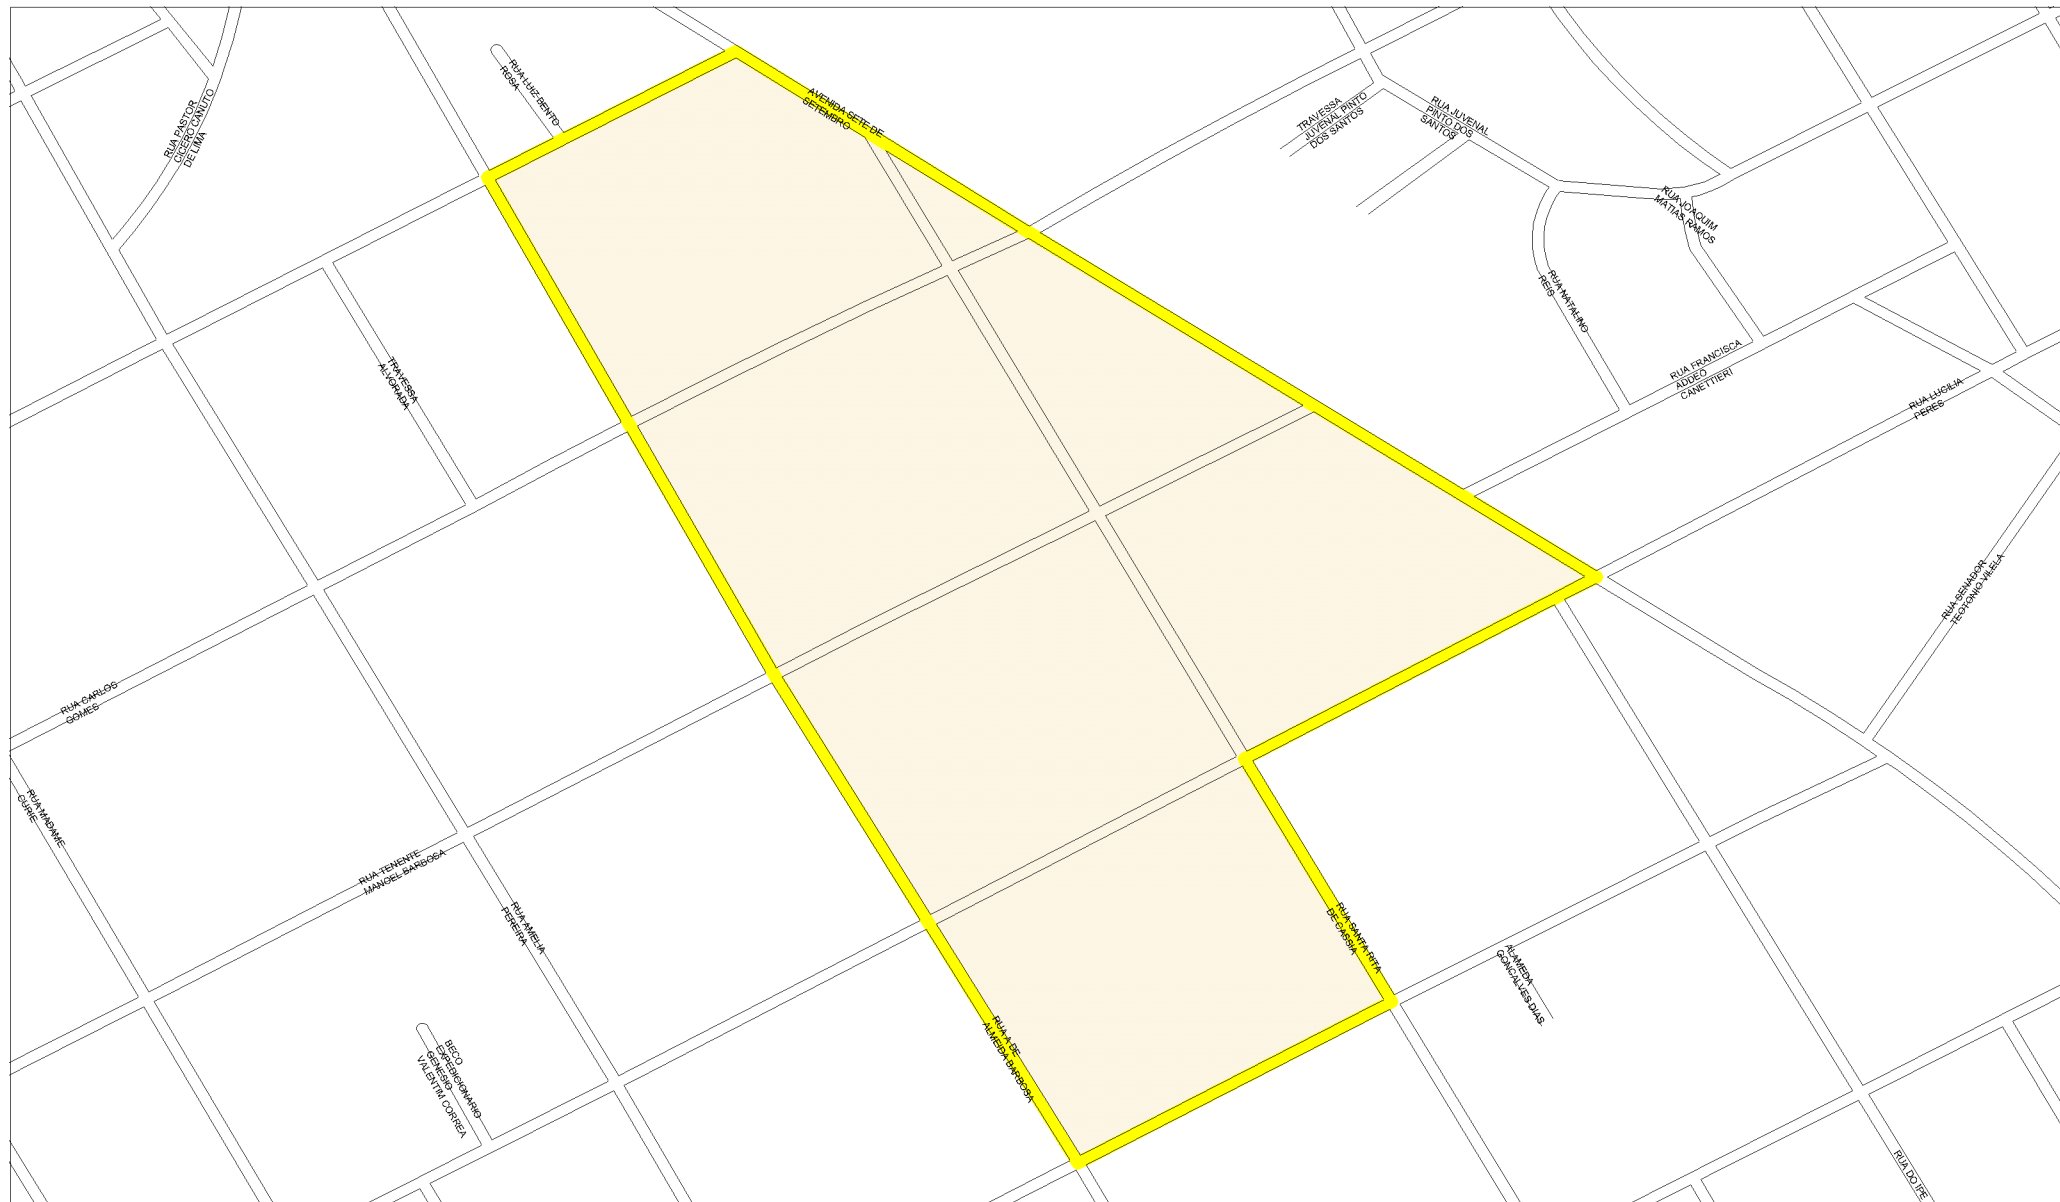 RUA LUIZ BENTO
ROSA
RUA PASTOR
CICERO CANUTO
DE LIMA
AVENIDA SETE DE
SETEMBRO
TRAVESSA
JUVENAL PINTO
DOS SANTOS
RUA JUVENAL
PINTO DOS
SANTOS
RUA JOAQUIM
MATIAS RAMOS
RUA NATALINO
REIS
TRAVESSA
ALVORADA
RUA FRANCISCA
ADDEO
CANETTIERI
RUA LUCILIA
PERES
RUA SENADOR
TEOTONIO VILELA
RUA CARLOS
GOMES
RUA MADAME
CURIE
RUA TENENTE
MANOEL BARBOSA
RUA AMELIA
PEREIRA
RUA SANTA RITA
DE CASSIA
ALAMEDA
GONCALVES DIAS
RUA A DE
ALMEIDA BARBOSA
BECO
EXPEDICIONARIO
GENESIO
VALENTIM CORREA
RUA DO IPE